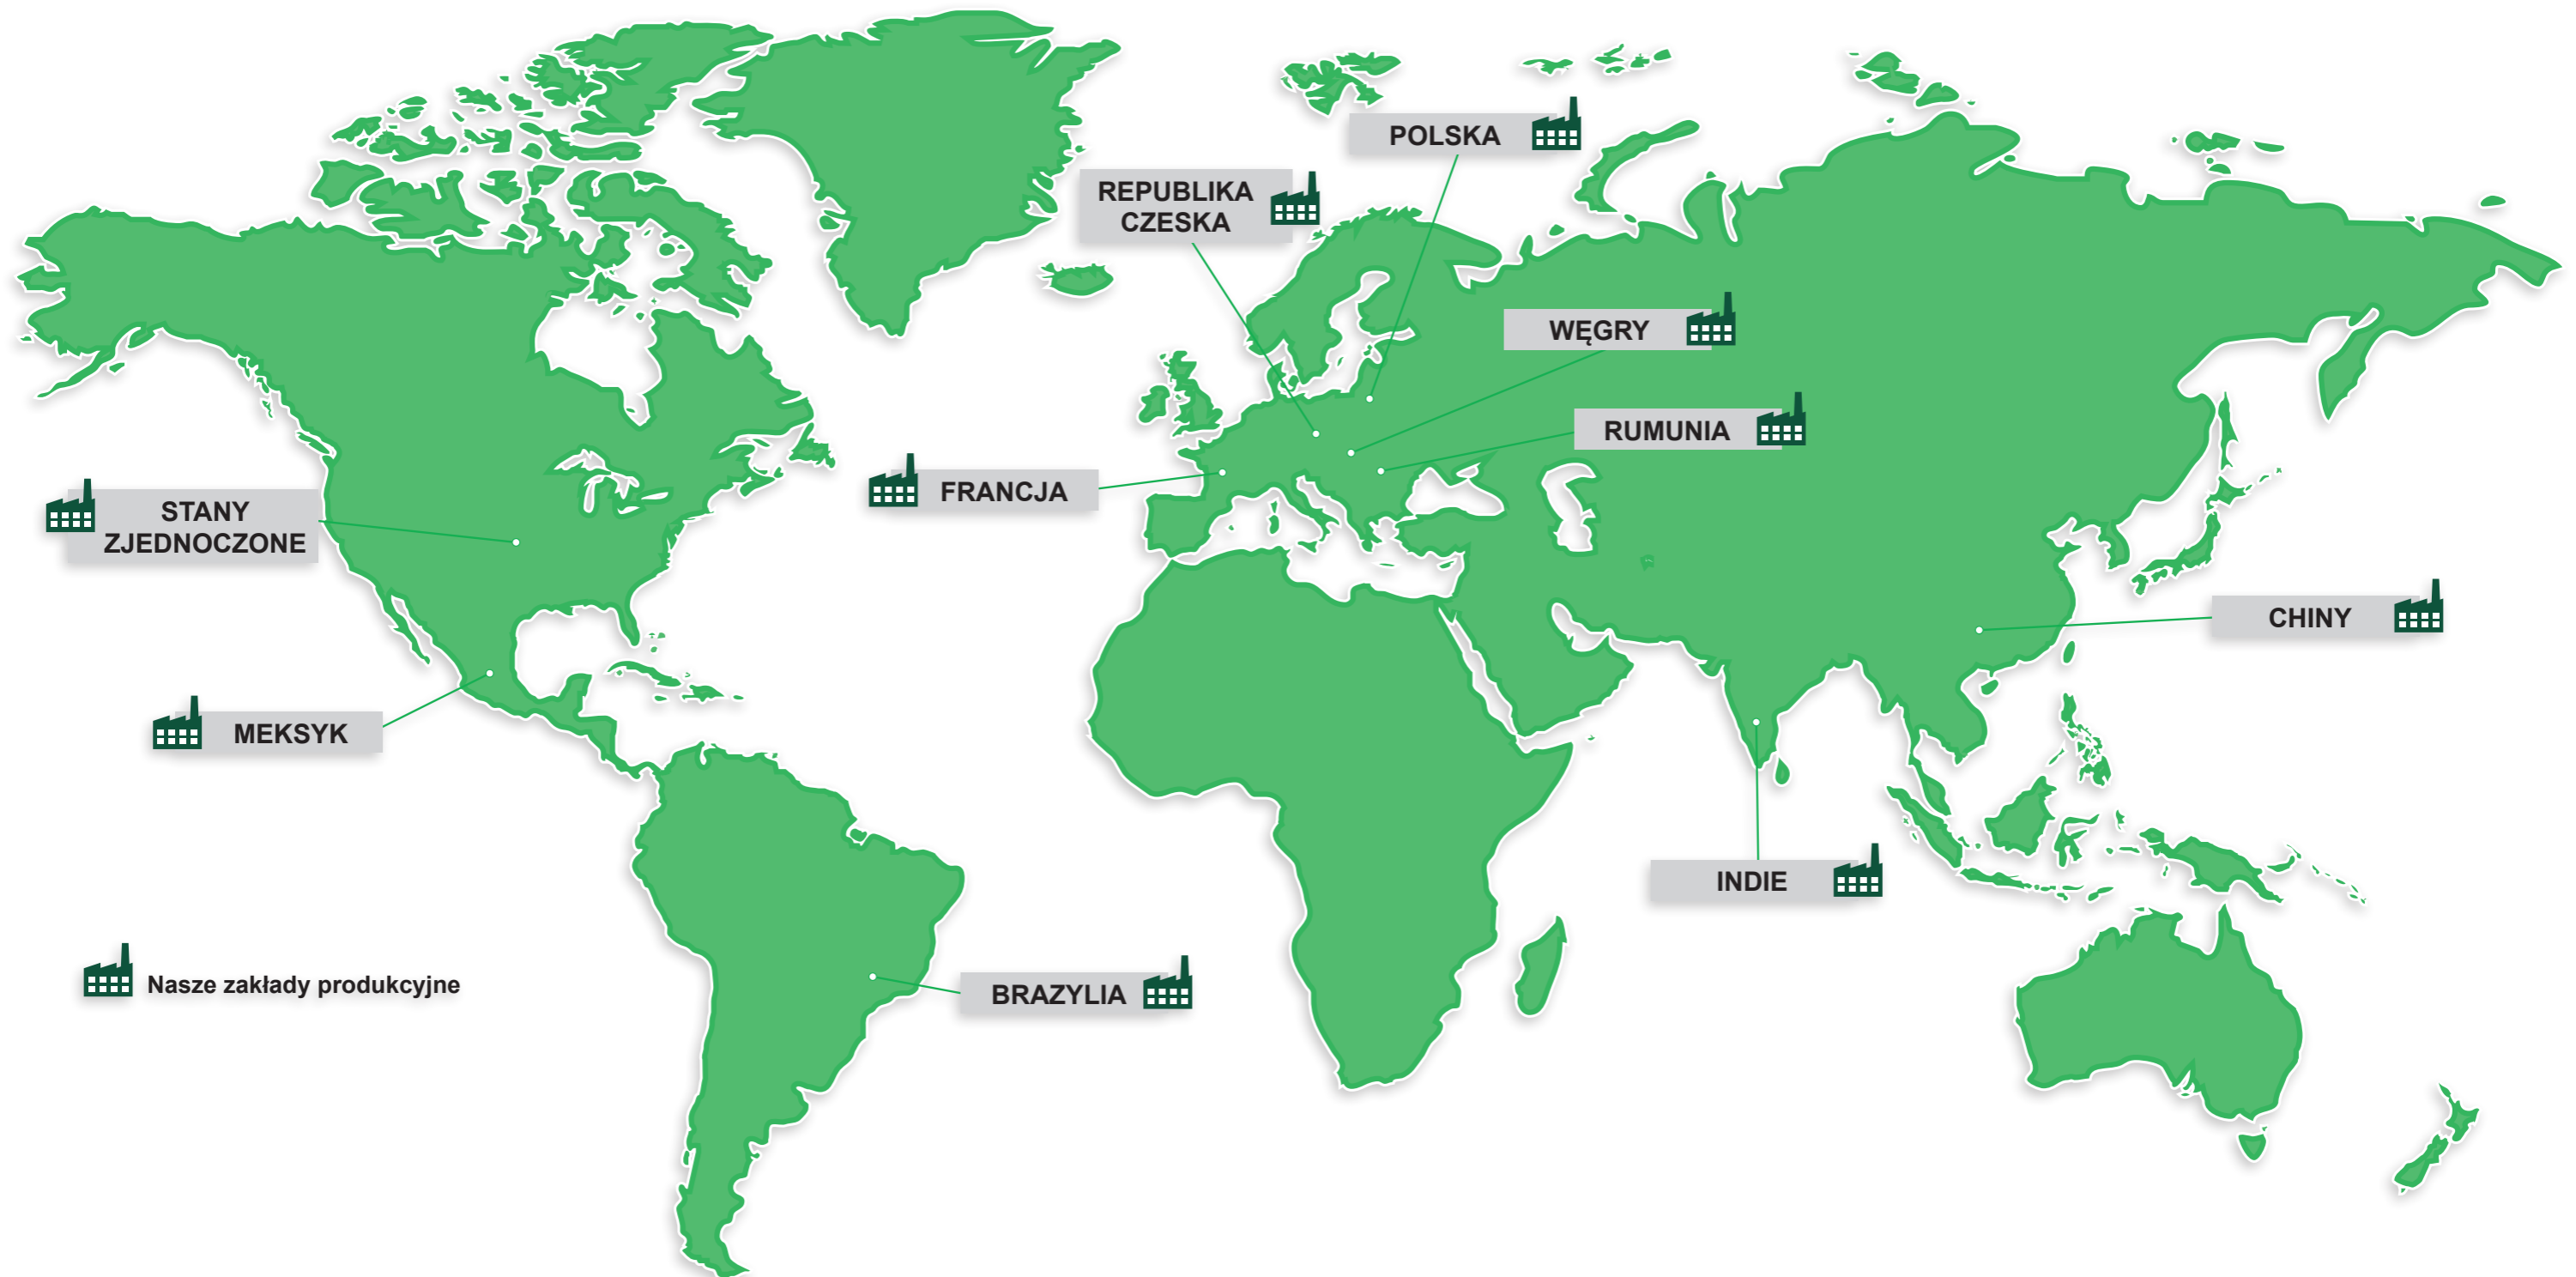 POLSKA
REPUBLIKA
CZESKA
WĘGRY
RUMUNIA
FRANCJA
STANY
ZJEDNOCZONE
CHINY
MEKSYK
INDIE
BRAZYLIA
Nasze zakłady produkcyjne